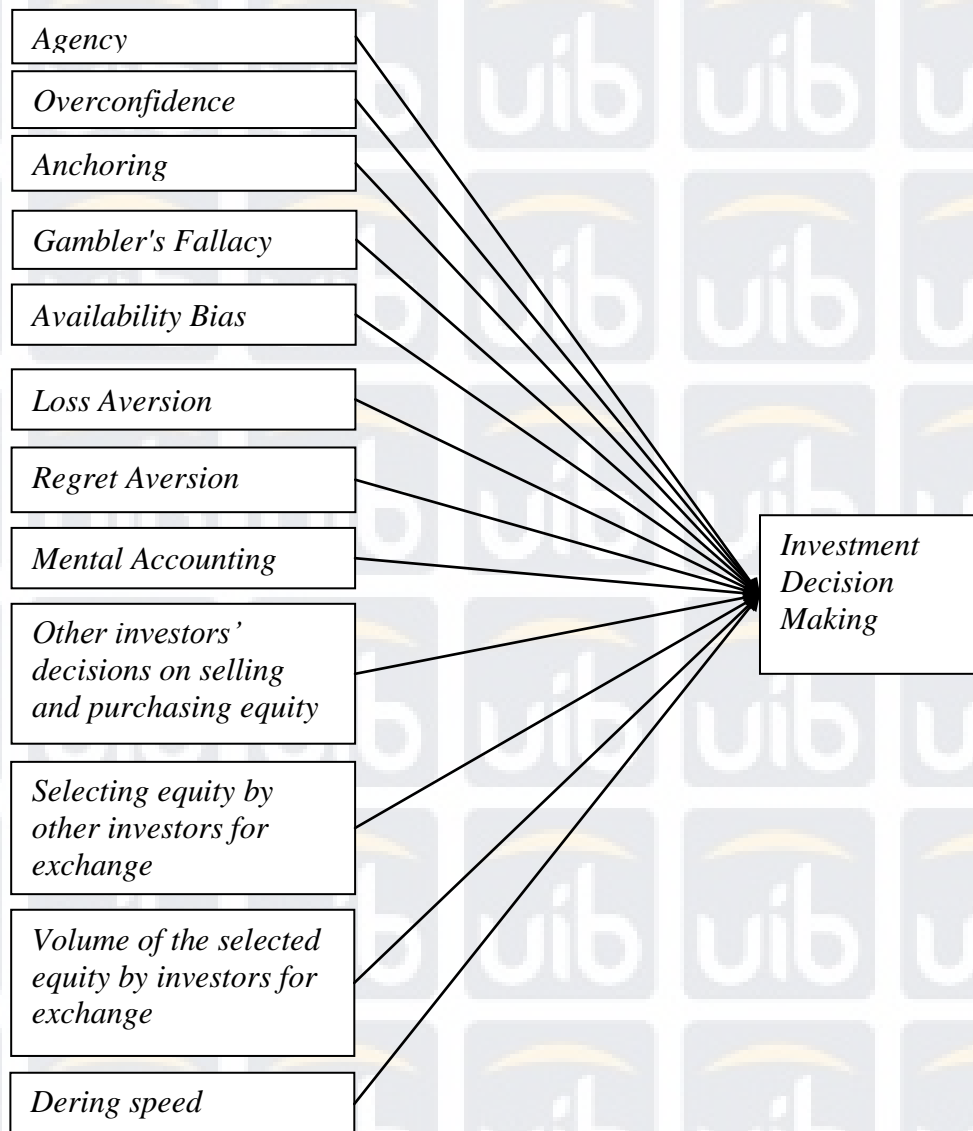 Agency
Overconfidence
Anchoring
Gambler's Fallacy
Availability Bias
Loss Aversion
Regret Aversion
Mental Accounting
Other investors'
decisions on selling
and purchasing equity
Selecting equity by
other investors for
exchange
Volume of the selected
equity by investors for
exchange
Dering speed
Investment
Decision
Making
uib